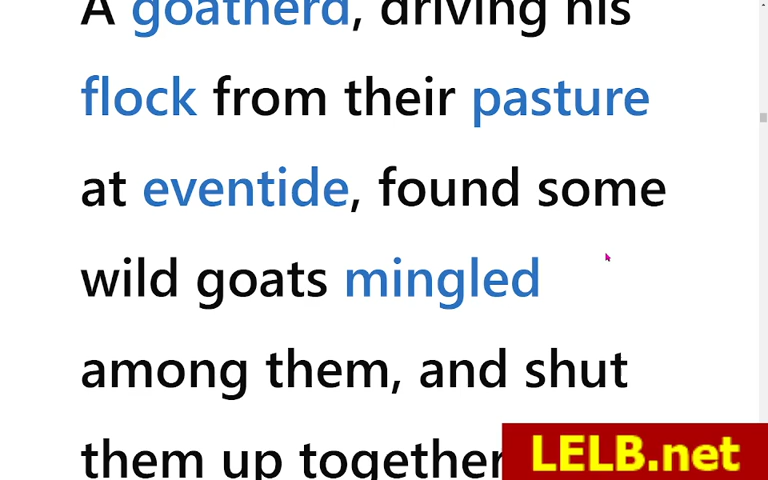 A goatherd, driving his
flock from their pasture
at eventide, found some
wild goats mingled
among them, and shut
them up together
LELB.net